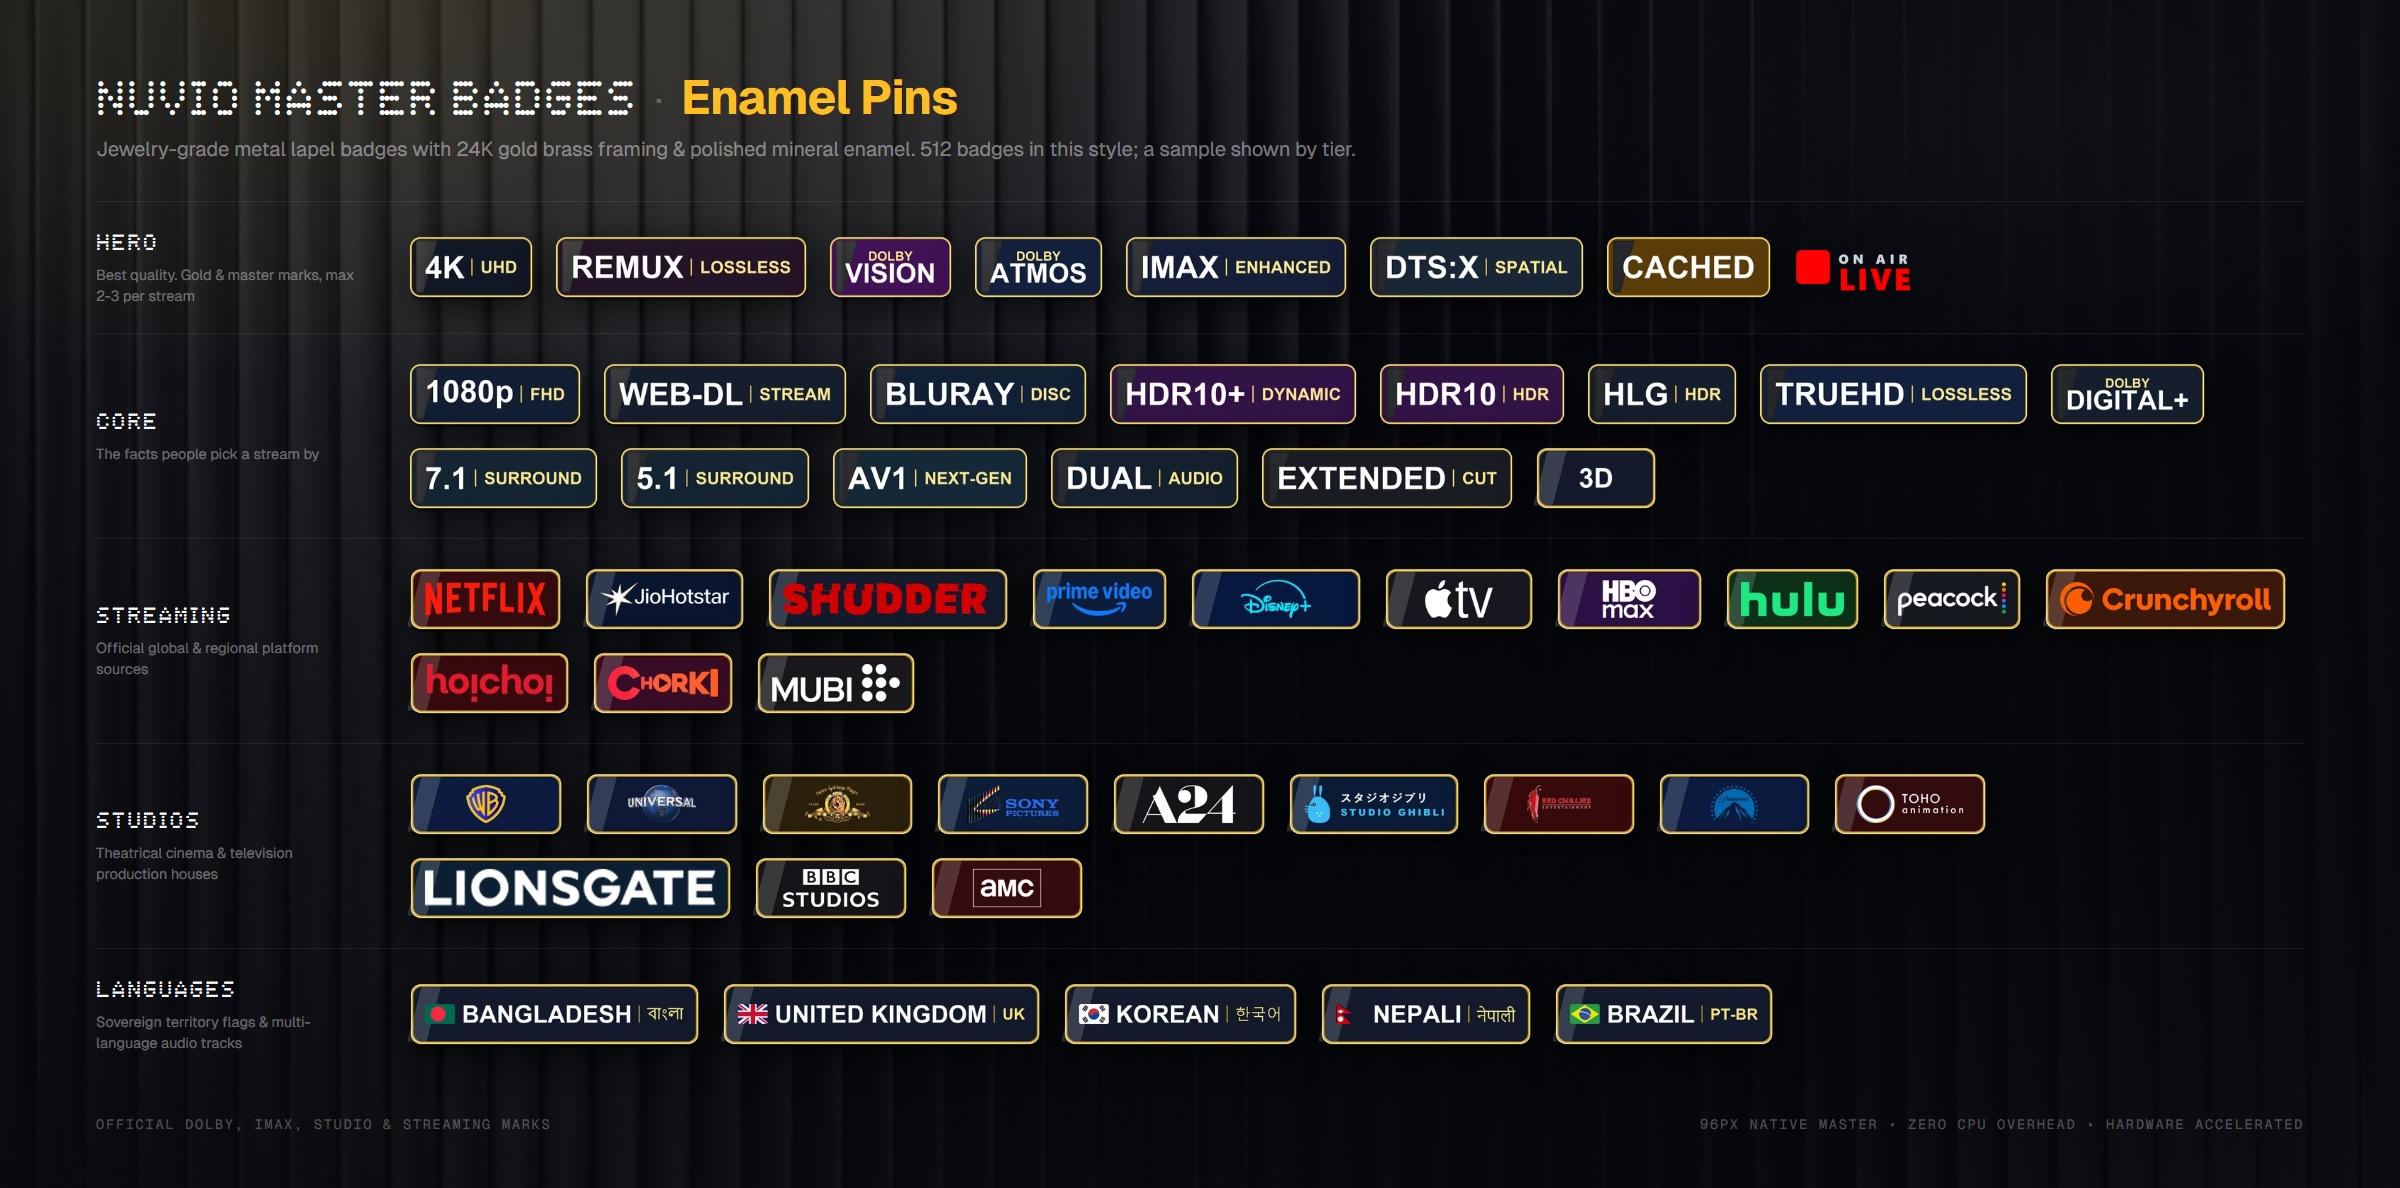 NUVIO MASTER BADGES · Enamel Pins
Jewelry-grade metal lapel badges with 24K gold brass framing & polished mineral enamel. 512 badges in this style; a sample shown by tier.
HERO
Best quality. Gold & master marks, max
2-3 per stream
4K | UHD
REMUX | LOSSLESS
DOLBY
VISION
DOLBY
ATMOS
IMAX | ENHANCED
DTS:X | SPATIAL
CACHED
ON AIR
LIVE
CORE
The facts people pick a stream by
1080p | FHD
WEB-DL | STREAM
BLURAY | DISC
HDR10+ | DYNAMIC
HDR10 | HDR
HLG | HDR
TRUEHD | LOSSLESS
DOLBY
DIGITAL+
7.1 | SURROUND
5.1 | SURROUND
AV1 | NEXT-GEN
DUAL | AUDIO
EXTENDED | CUT
3D
STREAMING
Official global & regional platform
sources
NETFLIX
JioHotstar
SHUDDER
prime video
Disney+
tv
HBO
max
hulu
peacock
Crunchyroll
hoichoi
CHORKI
MUBI
STUDIOS
Theatrical cinema & television
production houses
WB
UNIVERSAL
SONY
PICTURES
A24
スタジオジブリ
STUDIO GHIBLI
RED CHILLIES
ENTERTAINMENT
Paramount
TOHO
animation
LIONSGATE
BBC
STUDIOS
aMC
LANGUAGES
Sovereign territory flags & multi-
language audio tracks
BANGLADESH | বাংলা
UNITED KINGDOM | UK
KOREAN | 한국어
NEPALI | नेपाली
BRAZIL | PT-BR
OFFICIAL DOLBY, IMAX, STUDIO & STREAMING MARKS
96PX NATIVE MASTER • ZERO CPU OVERHEAD • HARDWARE ACCELERATED